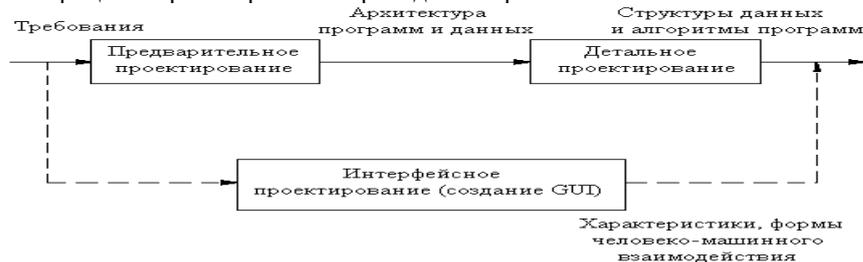 Требования
Архитектура
программ и данных
Структуры данных
и алгоритмы программ
Предварительное
проектирование
Детальное
проектирование
Интерфейсное
проектирование (создание GUI)
Характеристики, формы
человеко-машинного
взаимодействия